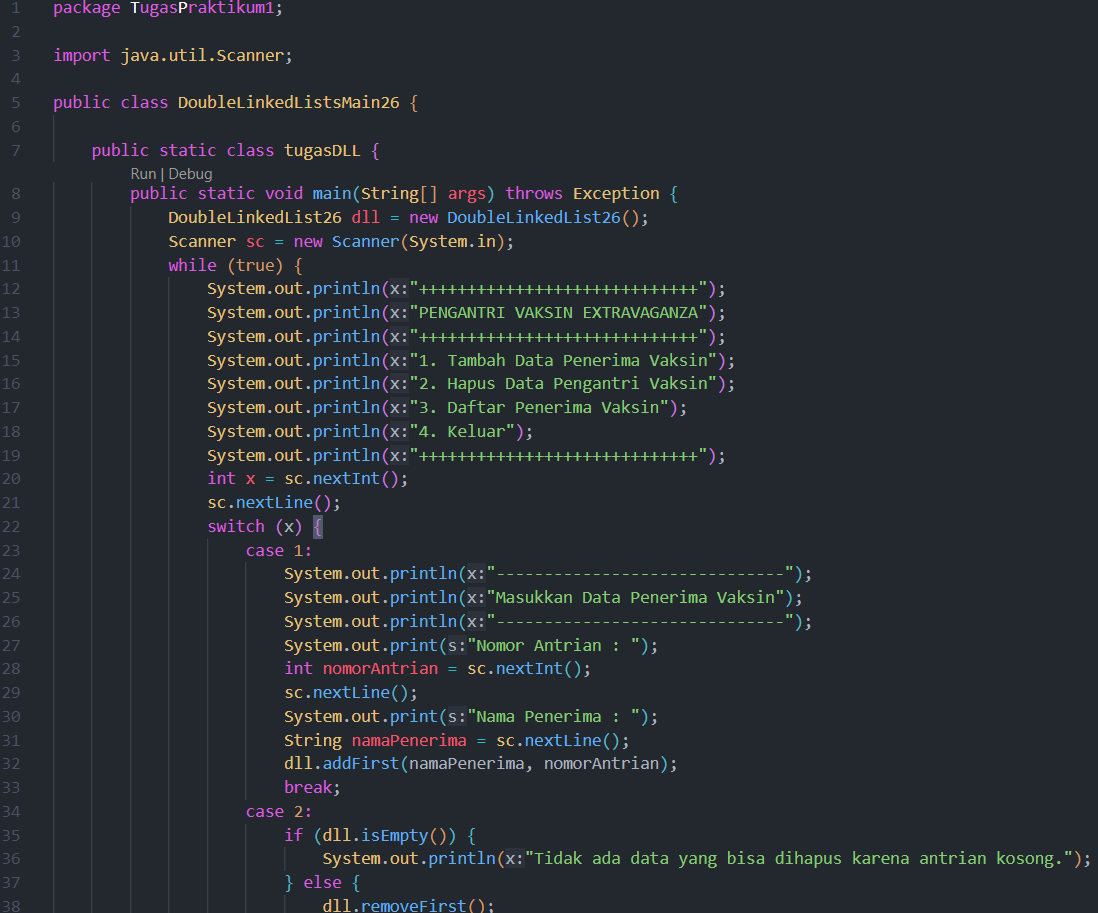 1 package TugasPraktikum1;
2
3 import java.util.Scanner;
4
5 public class DoubleLinkedListsMain26 {
6
7 public static class tugasDLL {
Run | Debug
8 public static void main(String[] args) throws Exception {
9 DoubleLinkedList26 dll = new DoubleLinkedList26();
10 Scanner sc = new Scanner(System.in);
11 while (true) {
12 System.out.println(x:"+++++++++++++++++++++++++++++");
13 System.out.println(x:"PENGANTRI VAKSIN EXTRAVAGANZA");
14 System.out.println(x:"+++++++++++++++++++++++++++++");
15 System.out.println(x:"1. Tambah Data Penerima Vaksin");
16 System.out.println(x:"2. Hapus Data Pengantri Vaksin");
17 System.out.println(x:"3. Daftar Penerima Vaksin");
18 System.out.println(x:"4. Keluar");
19 System.out.println(x:"+++++++++++++++++++++++++++++");
20 int x = sc.nextInt();
21 sc.nextLine();
22 switch (x) {
23 case 1:
24 System.out.println(x:"------------------------------");
25 System.out.println(x:"Masukkan Data Penerima Vaksin");
26 System.out.println(x:"------------------------------");
27 System.out.print(s:"Nomor Antrian : ");
28 int nomorAntrian = sc.nextInt();
29 sc.nextLine();
30 System.out.print(s:"Nama Penerima : ");
31 String namaPenerima = sc.nextLine();
32 dll.addFirst(namaPenerima, nomorAntrian);
33 break;
34 case 2:
35 if (dll.isEmpty()) {
36 System.out.println(x:"Tidak ada data yang bisa dihapus karena antrian kosong.");
37 } else {
38 dll.removeFirst();